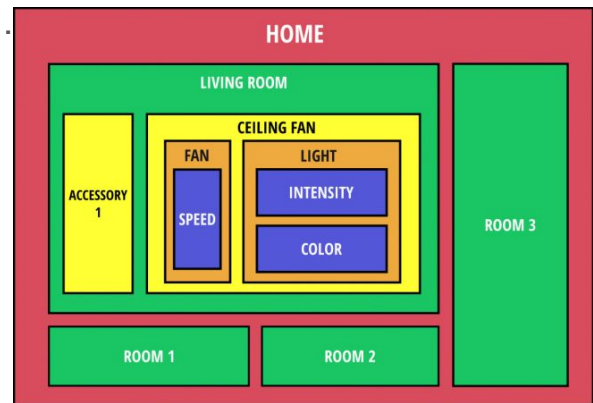 HOME
LIVING ROOM
CEILING FAN
FAN
LIGHT
ACCESSORY
1
SPEED
INTENSITY
COLOR
ROOM 3
ROOM 1
ROOM 2